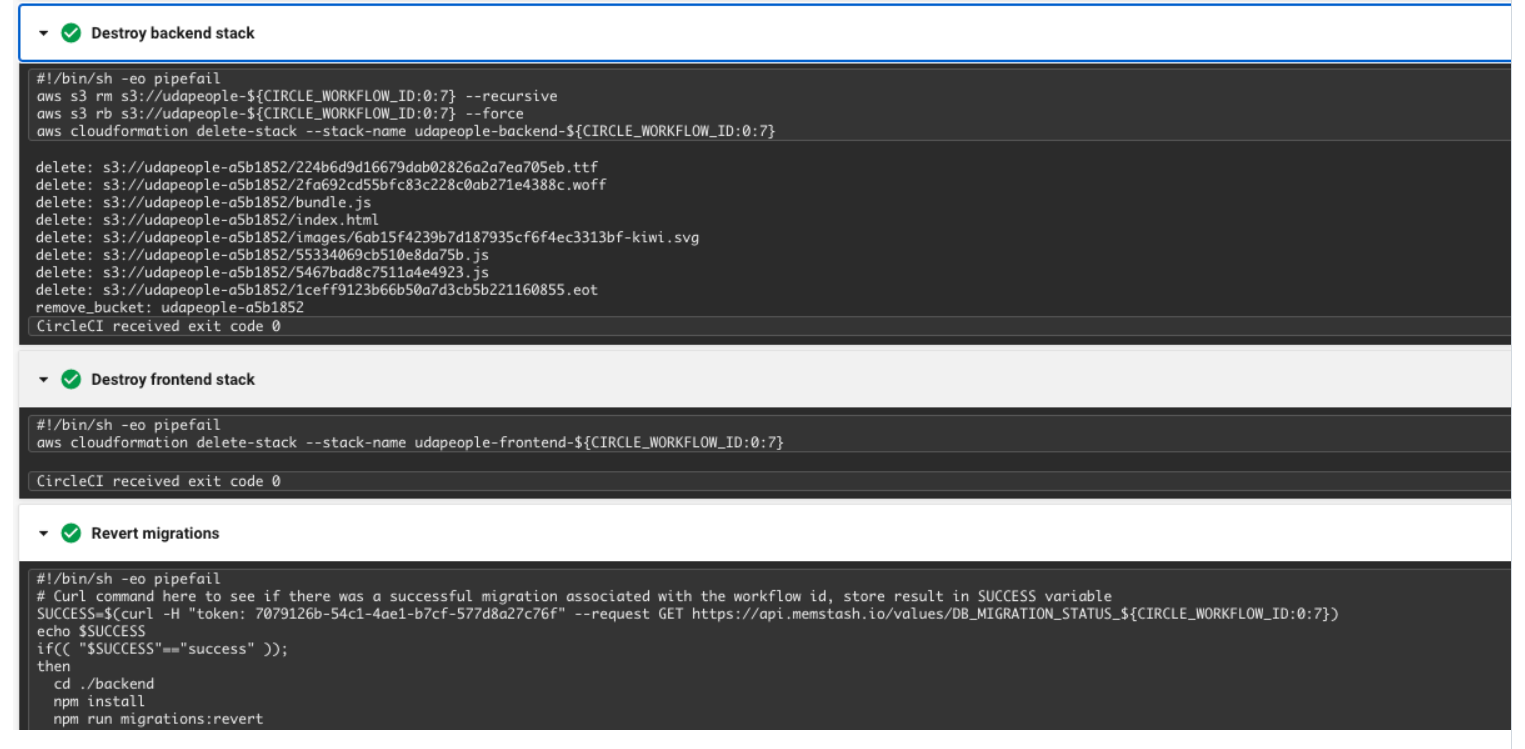 Destroy backend stack
#!/bin/sh -eo pipefail
aws s3 rm s3://udapeople-${CIRCLE_WORKFLOW_ID:0:7} --recursive
aws s3 rb s3://udapeople-${CIRCLE_WORKFLOW_ID:0:7} --force
aws cloudformation delete-stack --stack-name udapeople-backend-${CIRCLE_WORKFLOW_ID:0:7}
delete: s3://udapeople-a5b1852/224b6d9d16679dab02826a2a7ea705eb.ttf
delete: s3://udapeople-a5b1852/2fa692cd55bfc83c228c0ab271e4388c.woff
delete: s3://udapeople-a5b1852/bundle.js
delete: s3://udapeople-a5b1852/index.html
delete: s3://udapeople-a5b1852/images/6ab15f4239b7d187935cf6f4ec3313bf-kiwi.svg
delete: s3://udapeople-a5b1852/55334069cb510e8da75b.js
delete: s3://udapeople-a5b1852/5467bad8c7511a4e4923.js
delete: s3://udapeople-a5b1852/1ceff9123b66b50a7d3cb5b221160855.eot
remove_bucket: udapeople-a5b1852
CircleCI received exit code 0
Destroy frontend stack
#!/bin/sh -eo pipefail
aws cloudformation delete-stack --stack-name udapeople-frontend-${CIRCLE_WORKFLOW_ID:0:7}
CircleCI received exit code 0
Revert migrations
#!/bin/sh -eo pipefail
# Curl command here to see if there was a successful migration associated with the workflow id, store result in SUCCESS variable
SUCCESS=$(curl -H "token: 7079126b-54c1-4ae1-b7cf-577d8a27c76f" --request GET https://api.memstash.io/values/DB_MIGRATION_STATUS_${CIRCLE_WORKFLOW_ID:0:7})
echo $SUCCESS
if(( "$SUCCESS"=="success" ));
then
  cd ./backend
  npm install
  npm run migrations:revert